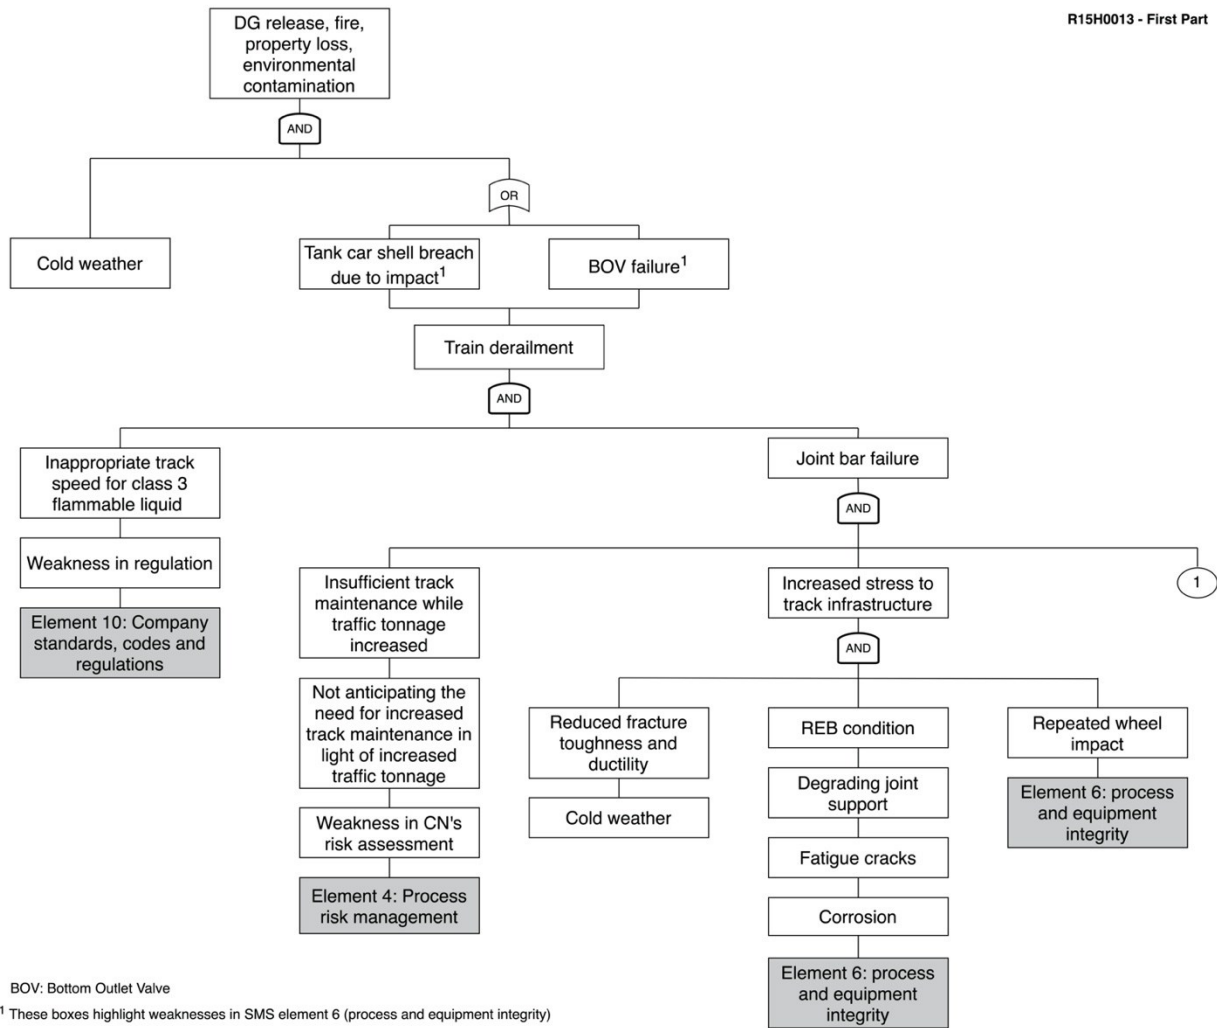 R15H0013 - First Part
DG release, fire,
property loss,
environmental
contamination
AND
OR
Cold weather
Tank car shell breach
due to impact1
BOV failure1
Train derailment
AND
Inappropriate track
speed for class 3
flammable liquid
Weakness in regulation
Element 10: Company
standards, codes and
regulations
Joint bar failure
AND
Insufficient track
maintenance while
traffic tonnage
increased
Not anticipating the
need for increased
track maintenance in
light of increased
traffic tonnage
Weakness in CN's
risk assessment
Element 4: Process
risk management
Increased stress to
track infrastructure
1
AND
Reduced fracture
toughness and
ductility
Cold weather
REB condition
Degrading joint
support
Fatigue cracks
Corrosion
Element 6: process
and equipment
integrity
Repeated wheel
impact
Element 6: process
and equipment
integrity
BOV: Bottom Outlet Valve
1 These boxes highlight weaknesses in SMS element 6 (process and equipment integrity)